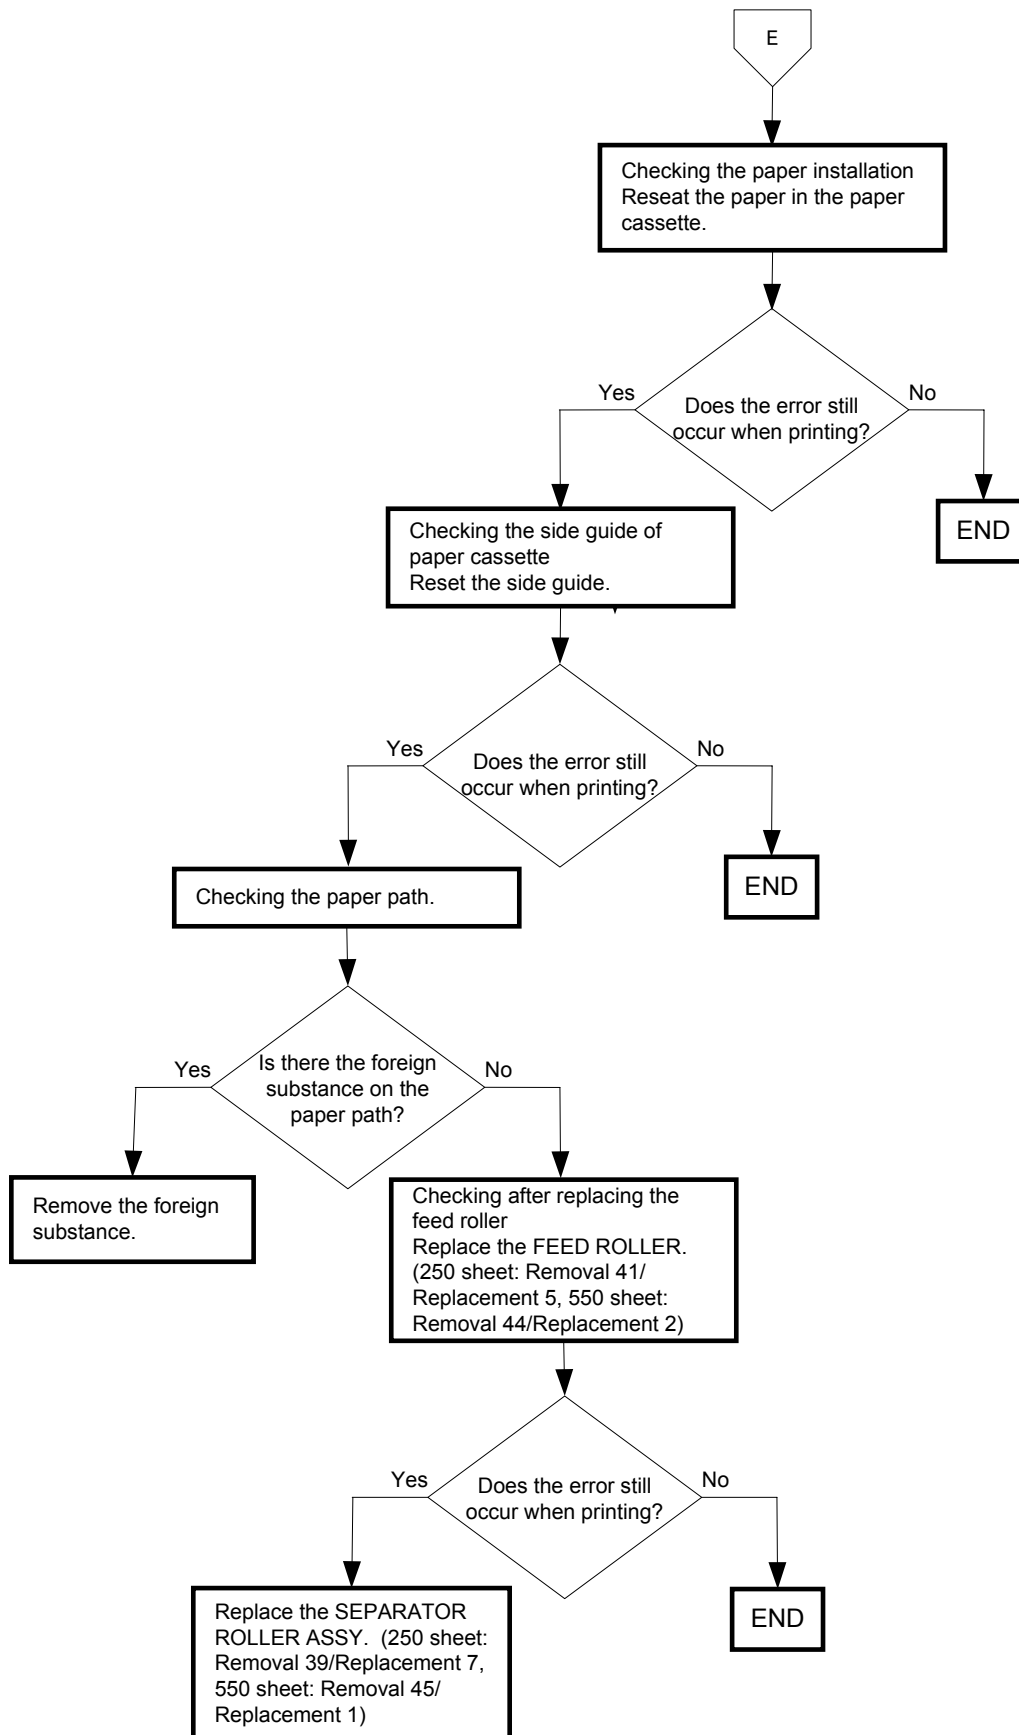 E
Checking the paper installation
Reseat the paper in the paper
cassette.
Does the error still
occur when printing?
Yes
No
END
Checking the side guide of
paper cassette
Reset the side guide.
Does the error still
occur when printing?
Yes
No
END
Checking the paper path.
Is there the foreign
substance on the
paper path?
Yes
No
Remove the foreign
substance.
Checking after replacing the
feed roller
Replace the FEED ROLLER.
(250 sheet: Removal 41/
Replacement 5, 550 sheet:
Removal 44/Replacement 2)
Does the error still
occur when printing?
Yes
No
END
Replace the SEPARATOR
ROLLER ASSY.  (250 sheet:
Removal 39/Replacement 7,
550 sheet: Removal 45/
Replacement 1)